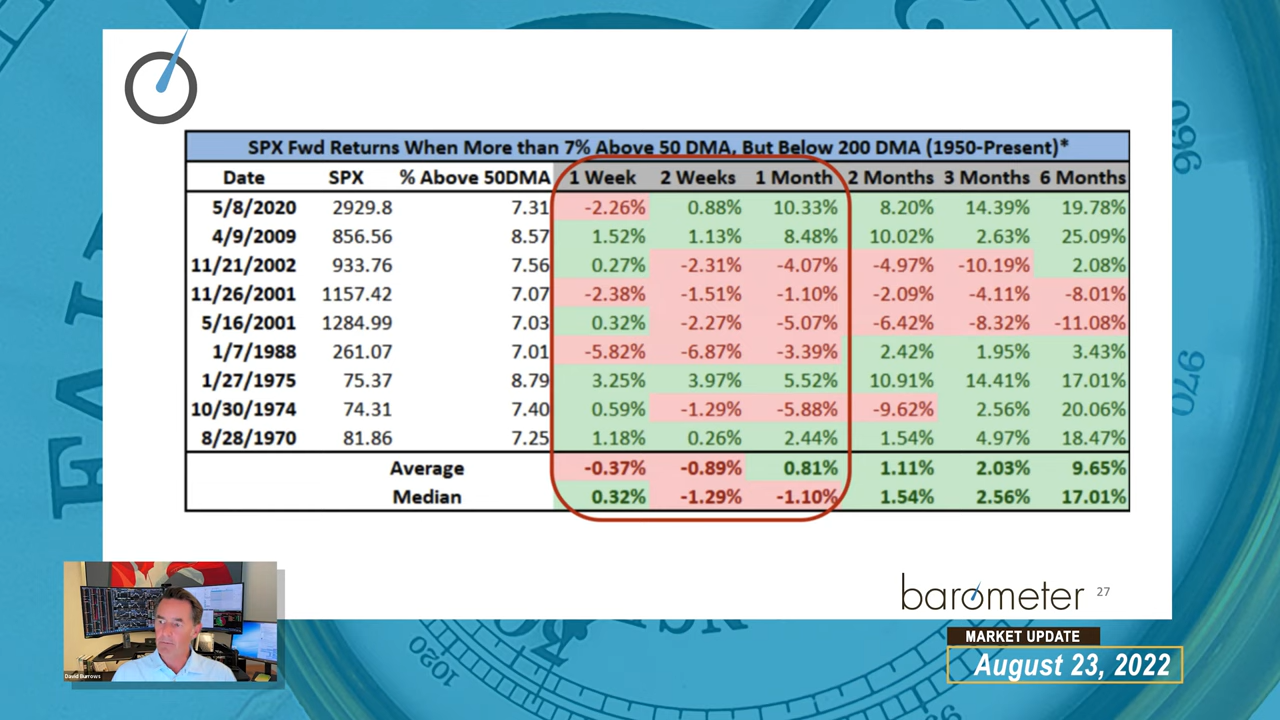 SPX Fwd Returns When More than 7% Above 50 DMA, But Below 200 DMA (1950-Present)*
Date SPX % Above 50DMA 1 Week 2 Weeks 1 Month 2 Months 3 Months 6 Months
5/8/2020 2929.8 7.31 -2.26% 0.88% 10.33% 8.20% 14.39% 19.78%
4/9/2009 856.56 8.57 1.52% 1.13% 8.48% 10.02% 2.63% 25.09%
11/21/2002 933.76 7.56 0.27% -2.31% -4.07% -4.97% -10.19% 2.08%
11/26/2001 1157.42 7.07 -2.38% -1.51% -1.10% -2.09% -4.11% -8.01%
5/16/2001 1284.99 7.03 0.32% -2.27% -5.07% -6.42% -8.32% -11.08%
1/7/1988 261.07 7.01 -5.82% -6.87% -3.39% 2.42% 1.95% 3.43%
1/27/1975 75.37 8.79 3.25% 3.97% 5.52% 10.91% 14.41% 17.01%
10/30/1974 74.31 7.40 0.59% -1.29% -5.88% -9.62% 2.56% 20.06%
8/28/1970 81.86 7.25 1.18% 0.26% 2.44% 1.54% 4.97% 18.47%
Average -0.37% -0.89% 0.81% 1.11% 2.03% 9.65%
Median 0.32% -1.29% -1.10% 1.54% 2.56% 17.01%
barometer 27
MARKET UPDATE
August 23, 2022
David Burrows
960
970
1020